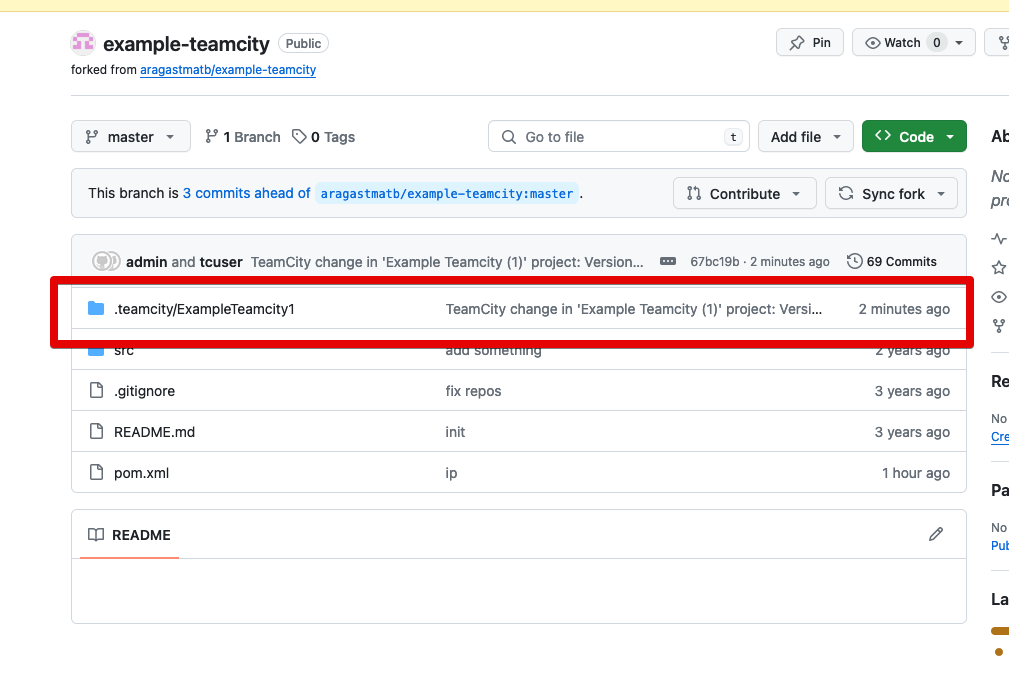 example-teamcity Public Pin Watch 0
forked from aragastmatb/example-teamcity
master 1 Branch 0 Tags Go to file t Add file Code Ab
This branch is 3 commits ahead of aragastmatb/example-teamcity:master . Contribute Sync fork
No
pro
admin and tcuser TeamCity change in 'Example Teamcity (1)' project: Version... 67bc19b · 2 minutes ago 69 Commits
.teamcity/ExampleTeamcity1 TeamCity change in 'Example Teamcity (1)' project: Versi... 2 minutes ago
src add something 2 years ago
Re
.gitignore fix repos 3 years ago
No
README.md init 3 years ago
Cre
pom.xml ip 1 hour ago
Pa
No
README
Pub
La